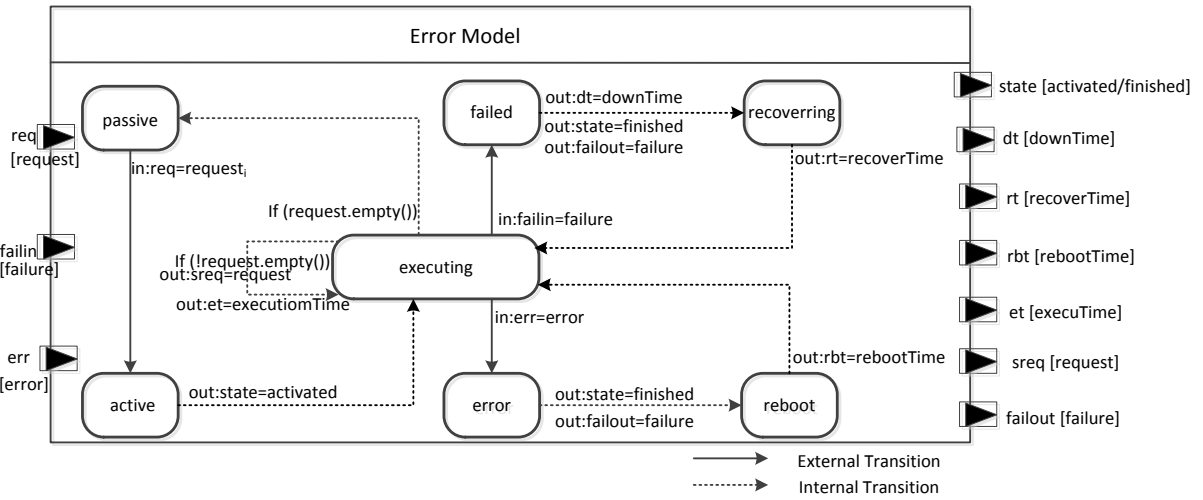 Error Model
passive
failed
out:dt=downTime
recoverring
state [activated/finished]
req
[request]
out:state=finished
out:failout=failure
dt [downTime]
in:req=requestᵢ
out:rt=recoverTime
rt [recoverTime]
If (request.empty())
in:failin=failure
failin
[failure]
If (!request.empty())
out:sreq=request
executing
rbt [rebootTime]
out:et=executiomTime
in:err=error
et [execuTime]
err
[error]
out:rbt=rebootTime
sreq [request]
active
out:state=activated
error
out:state=finished
out:failout=failure
reboot
failout [failure]
External Transition
Internal Transition